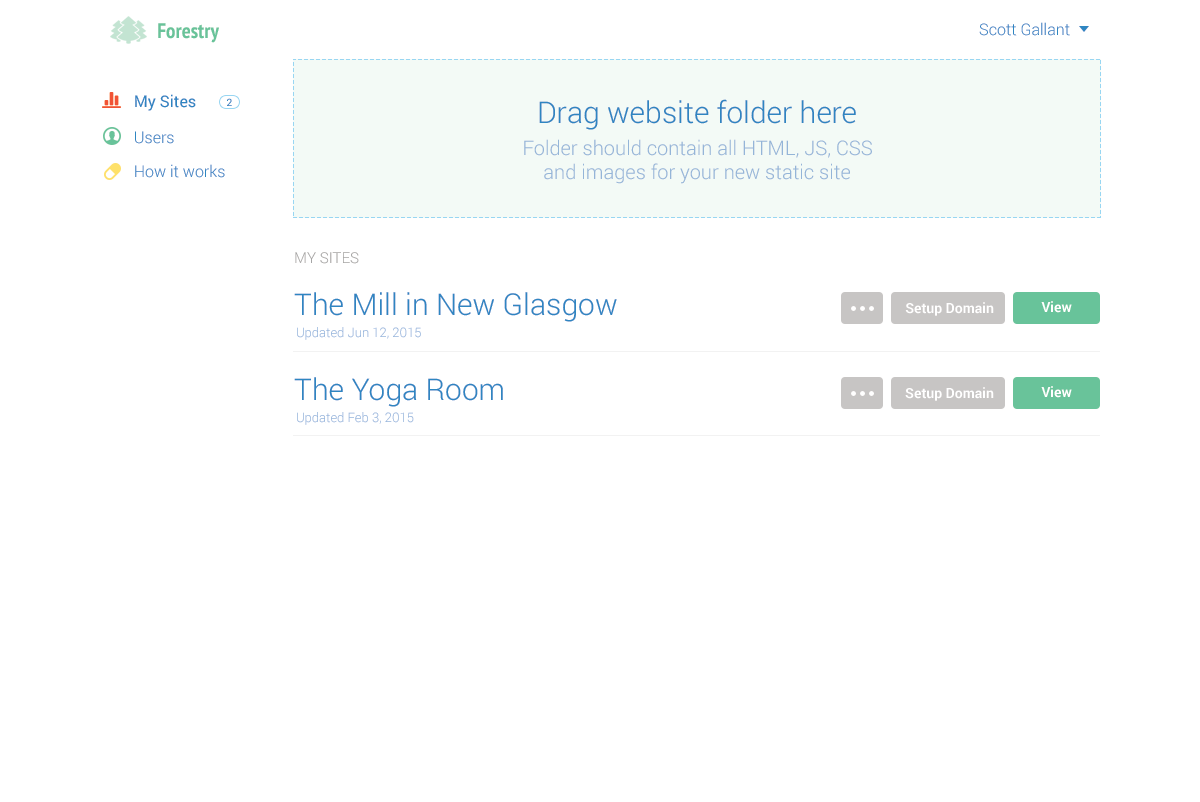 Forestry
Scott Gallant
My Sites 2
Users
How it works
Drag website folder here
Folder should contain all HTML, JS, CSS
and images for your new static site
MY SITES
The Mill in New Glasgow
Updated Jun 12, 2015
Setup Domain
View
The Yoga Room
Updated Feb 3, 2015
Setup Domain
View